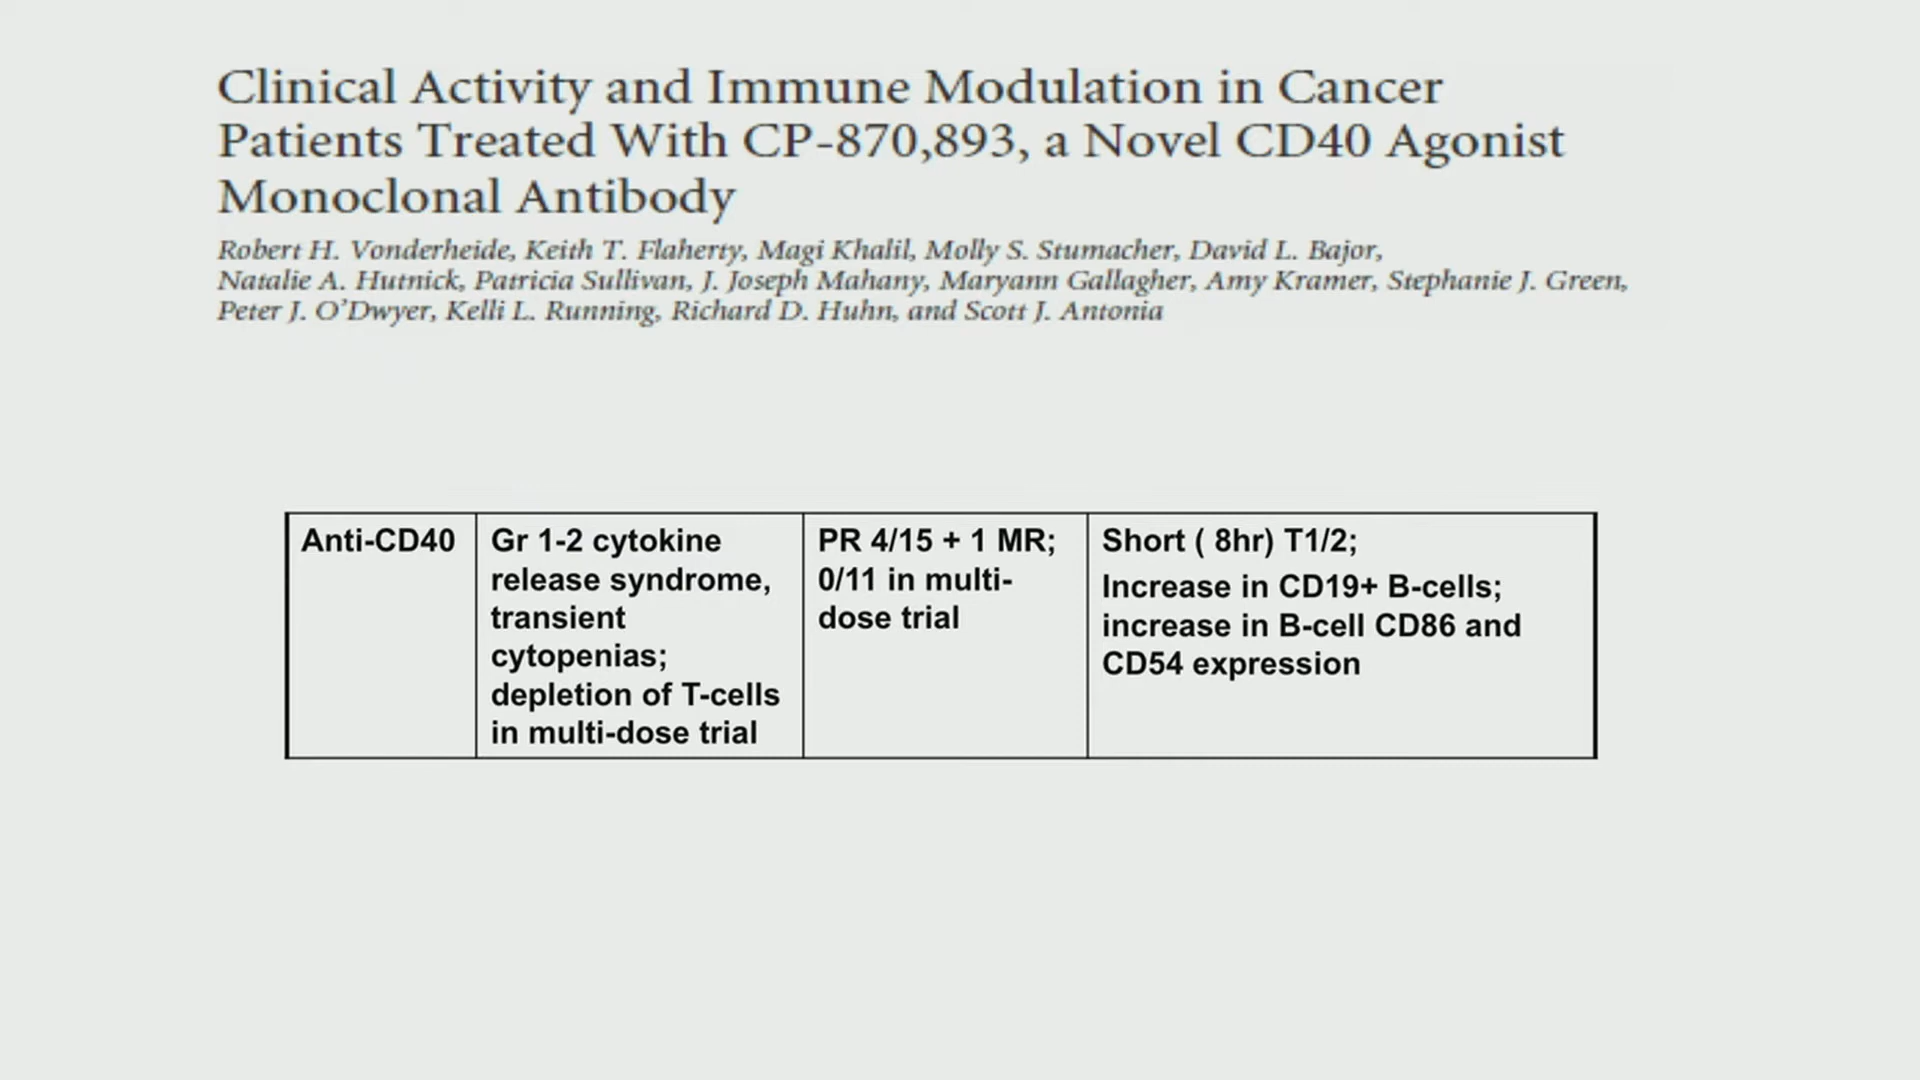 Clinical Activity and Immune Modulation in Cancer
Patients Treated With CP-870,893, a Novel CD40 Agonist
Monoclonal Antibody
Robert H. Vonderheide, Keith T. Flaherty, Magi Khalil, Molly S. Stumacher, David L. Bajor,
Natalie A. Hutnick, Patricia Sullivan, J. Joseph Mahany, Maryann Gallagher, Amy Kramer, Stephanie J. Green,
Peter J. O'Dwyer, Kelli L. Running, Richard D. Huhn, and Scott J. Antonia
Anti-CD40
Gr 1-2 cytokine
release syndrome,
transient
cytopenias;
depletion of T-cells
in multi-dose trial
PR 4/15 + 1 MR;
0/11 in multi-
dose trial
Short ( 8hr) T1/2;
Increase in CD19+ B-cells;
increase in B-cell CD86 and
CD54 expression